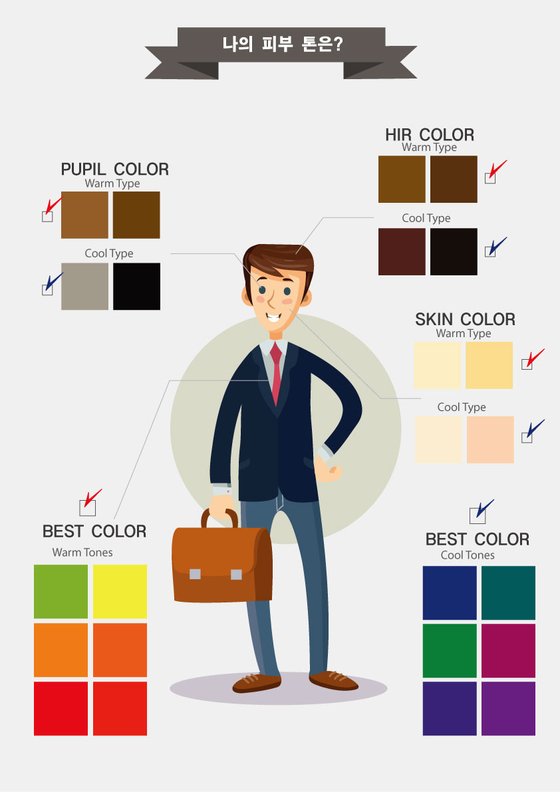 나의 피부 톤은?
HIR COLOR
Warm Type
Cool Type
PUPIL COLOR
Warm Type
Cool Type
SKIN COLOR
Warm Type
Cool Type
BEST COLOR
Warm Tones
BEST COLOR
Cool Tones